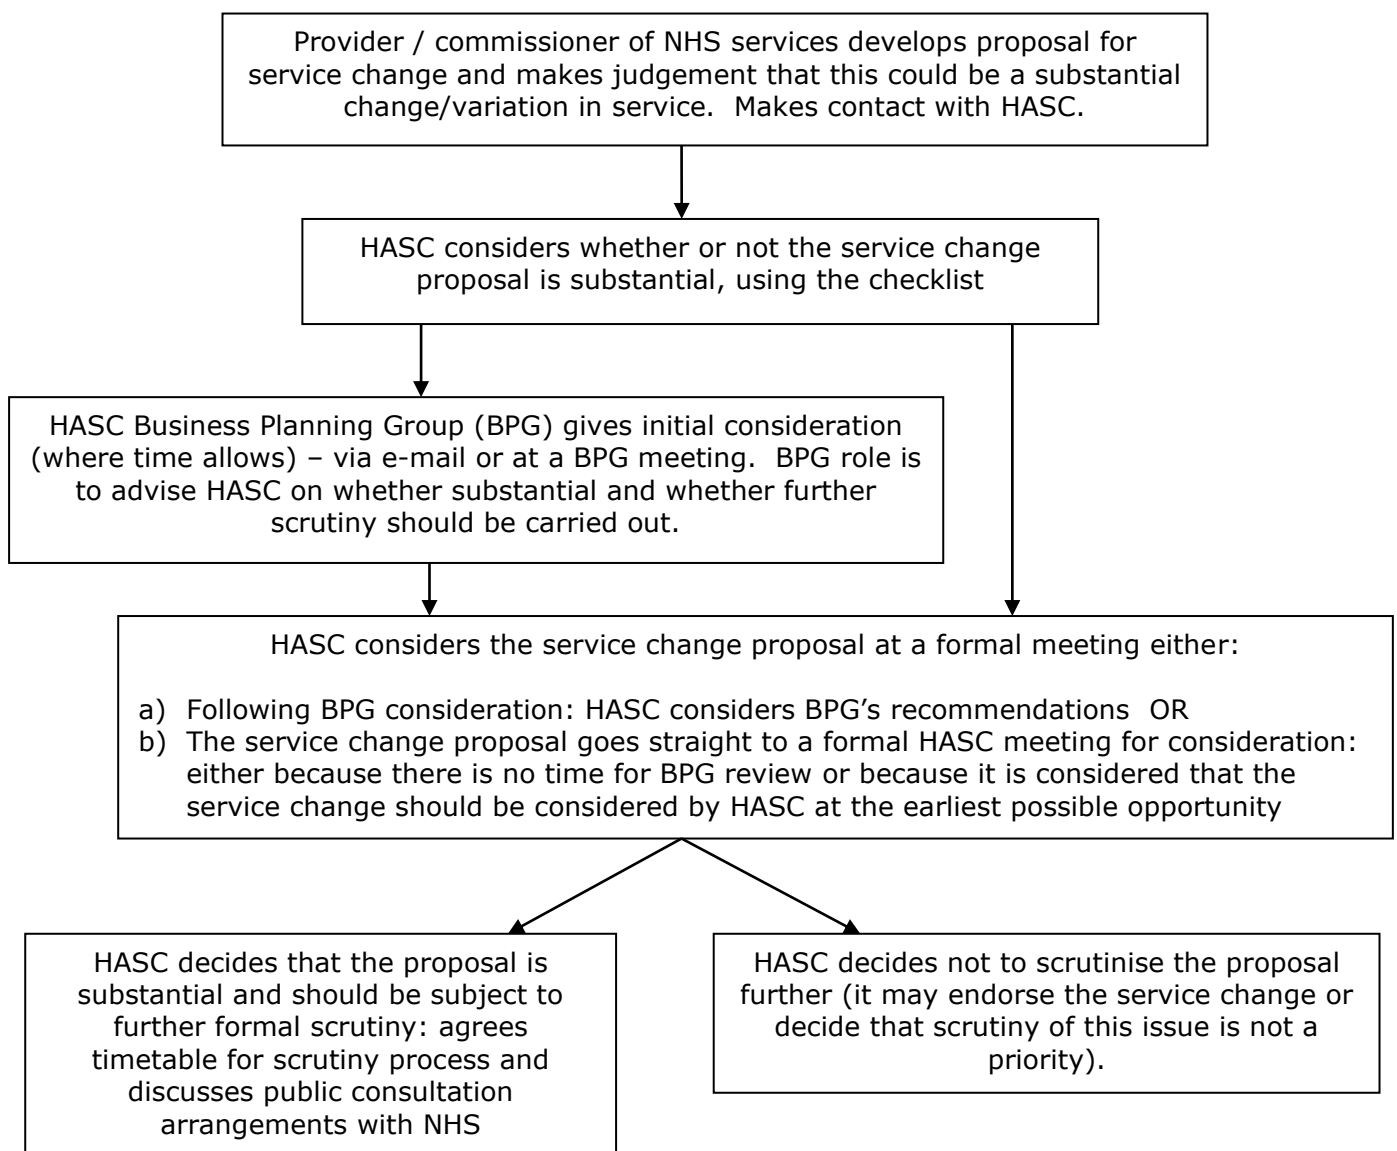 Provider / commissioner of NHS services develops proposal for
service change and makes judgement that this could be a substantial
change/variation in service.  Makes contact with HASC.
HASC considers whether or not the service change
proposal is substantial, using the checklist
HASC Business Planning Group (BPG) gives initial consideration
(where time allows) – via e-mail or at a BPG meeting.  BPG role is
to advise HASC on whether substantial and whether further
scrutiny should be carried out.
HASC considers the service change proposal at a formal meeting either:
a)  Following BPG consideration: HASC considers BPG’s recommendations  OR
b)  The service change proposal goes straight to a formal HASC meeting for consideration:
either because there is no time for BPG review or because it is considered that the
service change should be considered by HASC at the earliest possible opportunity
HASC decides that the proposal is
substantial and should be subject to
further formal scrutiny: agrees
timetable for scrutiny process and
discusses public consultation
arrangements with NHS
HASC decides not to scrutinise the proposal
further (it may endorse the service change or
decide that scrutiny of this issue is not a
priority).